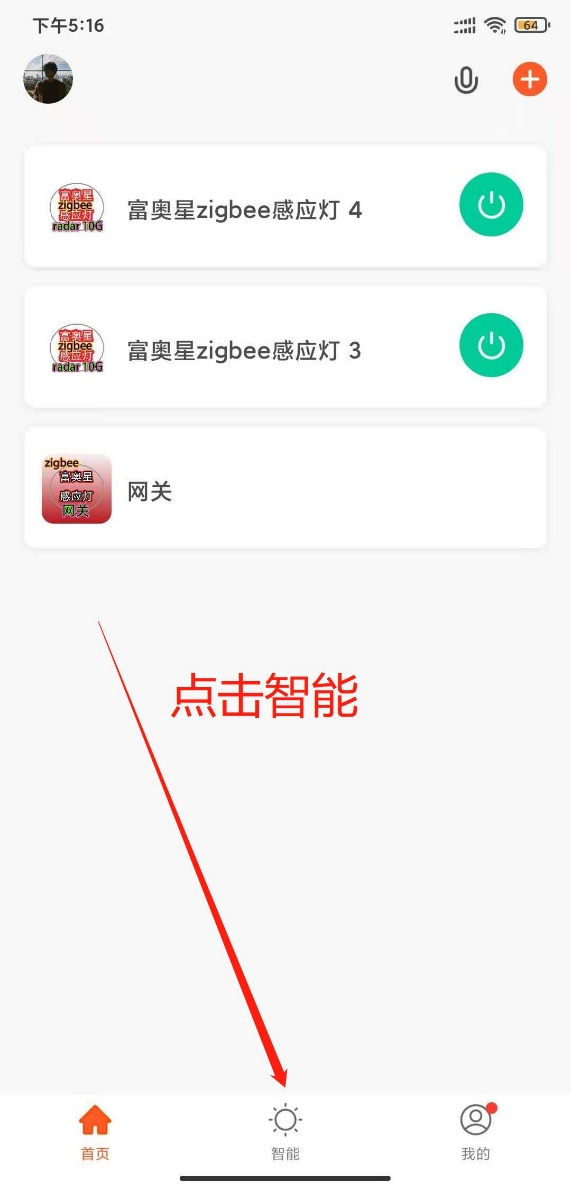 下午5:16
64
富奥星
zigbee
感应灯
radar 10G
富奥星zigbee感应灯 4
富奥星
zigbee
感应灯
radar 10G
富奥星zigbee感应灯 3
zigbee
富奥星
感应灯
网关
网关
点击智能
首页
智能
我的